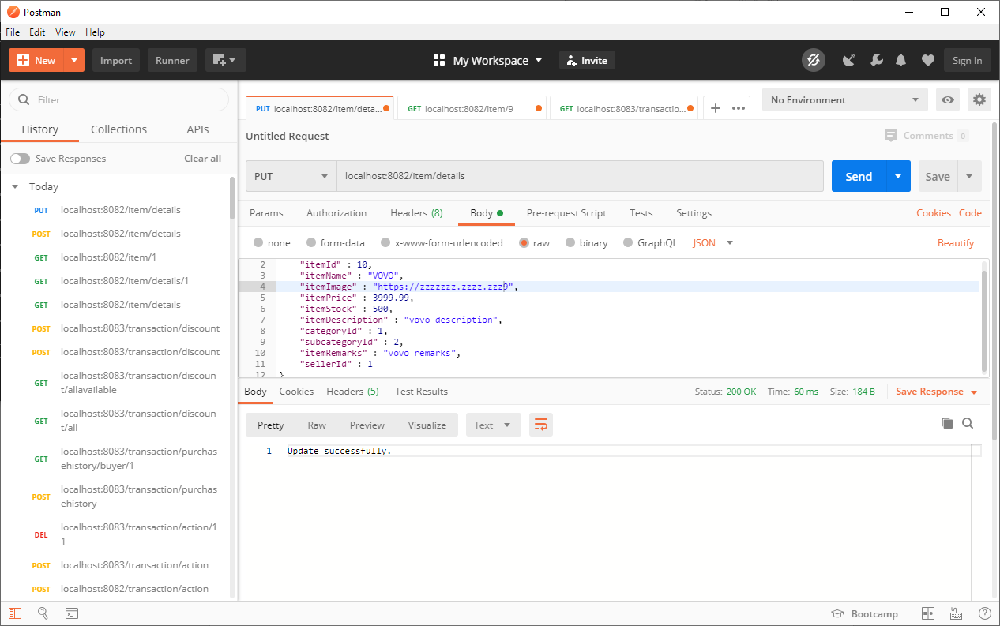 Postman
File Edit View Help
New Import Runner My Workspace Invite Sign In
Filter
History Collections APIs
Save Responses Clear all
Today
PUT localhost:8082/item/details
POST localhost:8082/item/details
GET localhost:8082/item/1
GET localhost:8082/item/details/1
GET localhost:8082/item/details
POST localhost:8083/transaction/discount
POST localhost:8083/transaction/discount
GET localhost:8083/transaction/discoun
t/allavailable
GET localhost:8083/transaction/discoun
t/all
GET localhost:8083/transaction/purchas
ehistory/buyer/1
POST localhost:8083/transaction/purchas
ehistory
DEL localhost:8083/transaction/action/1
1
POST localhost:8083/transaction/action
POST localhost:8082/transaction/action
PUT localhost:8082/item/deta... GET localhost:8082/item/9 GET localhost:8083/transactio... No Environment
Untitled Request Comments 0
PUT localhost:8082/item/details Send Save
Params Authorization Headers (8) Body Pre-request Script Tests Settings Cookies Code
none form-data x-www-form-urlencoded raw binary GraphQL JSON Beautify
2 "itemId" : 10,
3 "itemName" : "VOVO",
4 "itemImage" : "https://zzzzzzz.zzzz.zzz9",
5 "itemPrice" : 3999.99,
6 "itemStock" : 500,
7 "itemDescription" : "vovo description",
8 "categoryId" : 1,
9 "subcategoryId" : 2,
10 "itemRemarks" : "vovo remarks",
11 "sellerId" : 1
12 }
Body Cookies Headers (5) Test Results Status: 200 OK Time: 60 ms Size: 184 B Save Response
Pretty Raw Preview Visualize Text
1 Update successfully.
Bootcamp